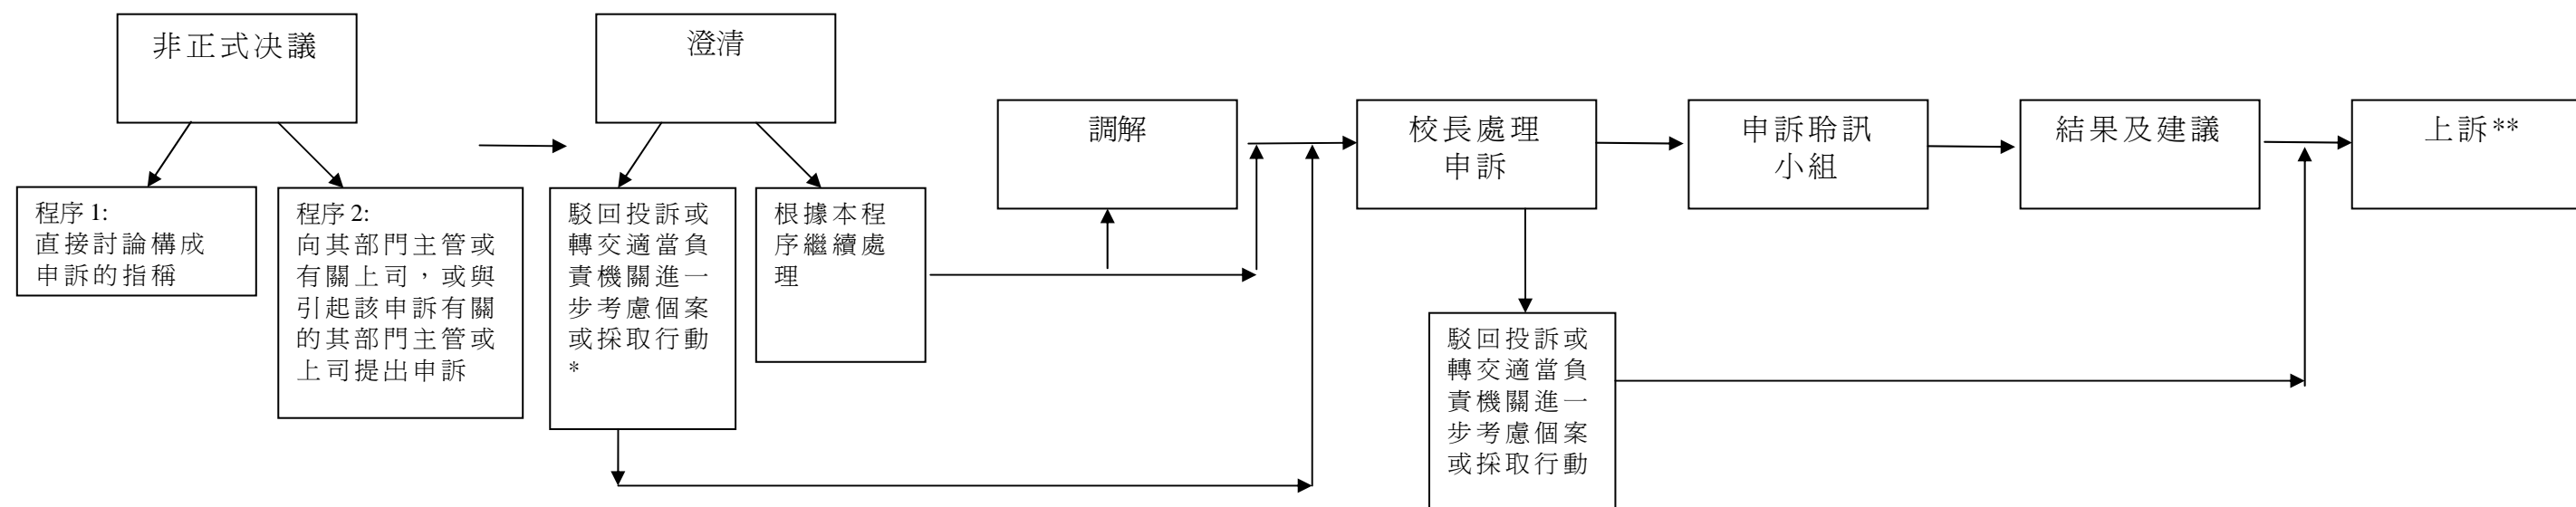 非正式决議
程序 1:
直接討論構成
申訴的指稱
程序 2:
向其部門主管或
有關上司，或與
引起該申訴有關
的其部門主管或
上司提出申訴
澄清
駁回投訴或
轉交適當負
責機關進一
步考慮個案
或採取行動
*
根據本程
序繼續處
理
調解
校長處理
申訴
駁回投訴或
轉交適當負
責機關進一
步考慮個案
或採取行動
申訴聆訊
小組
結果及建議
上訴**